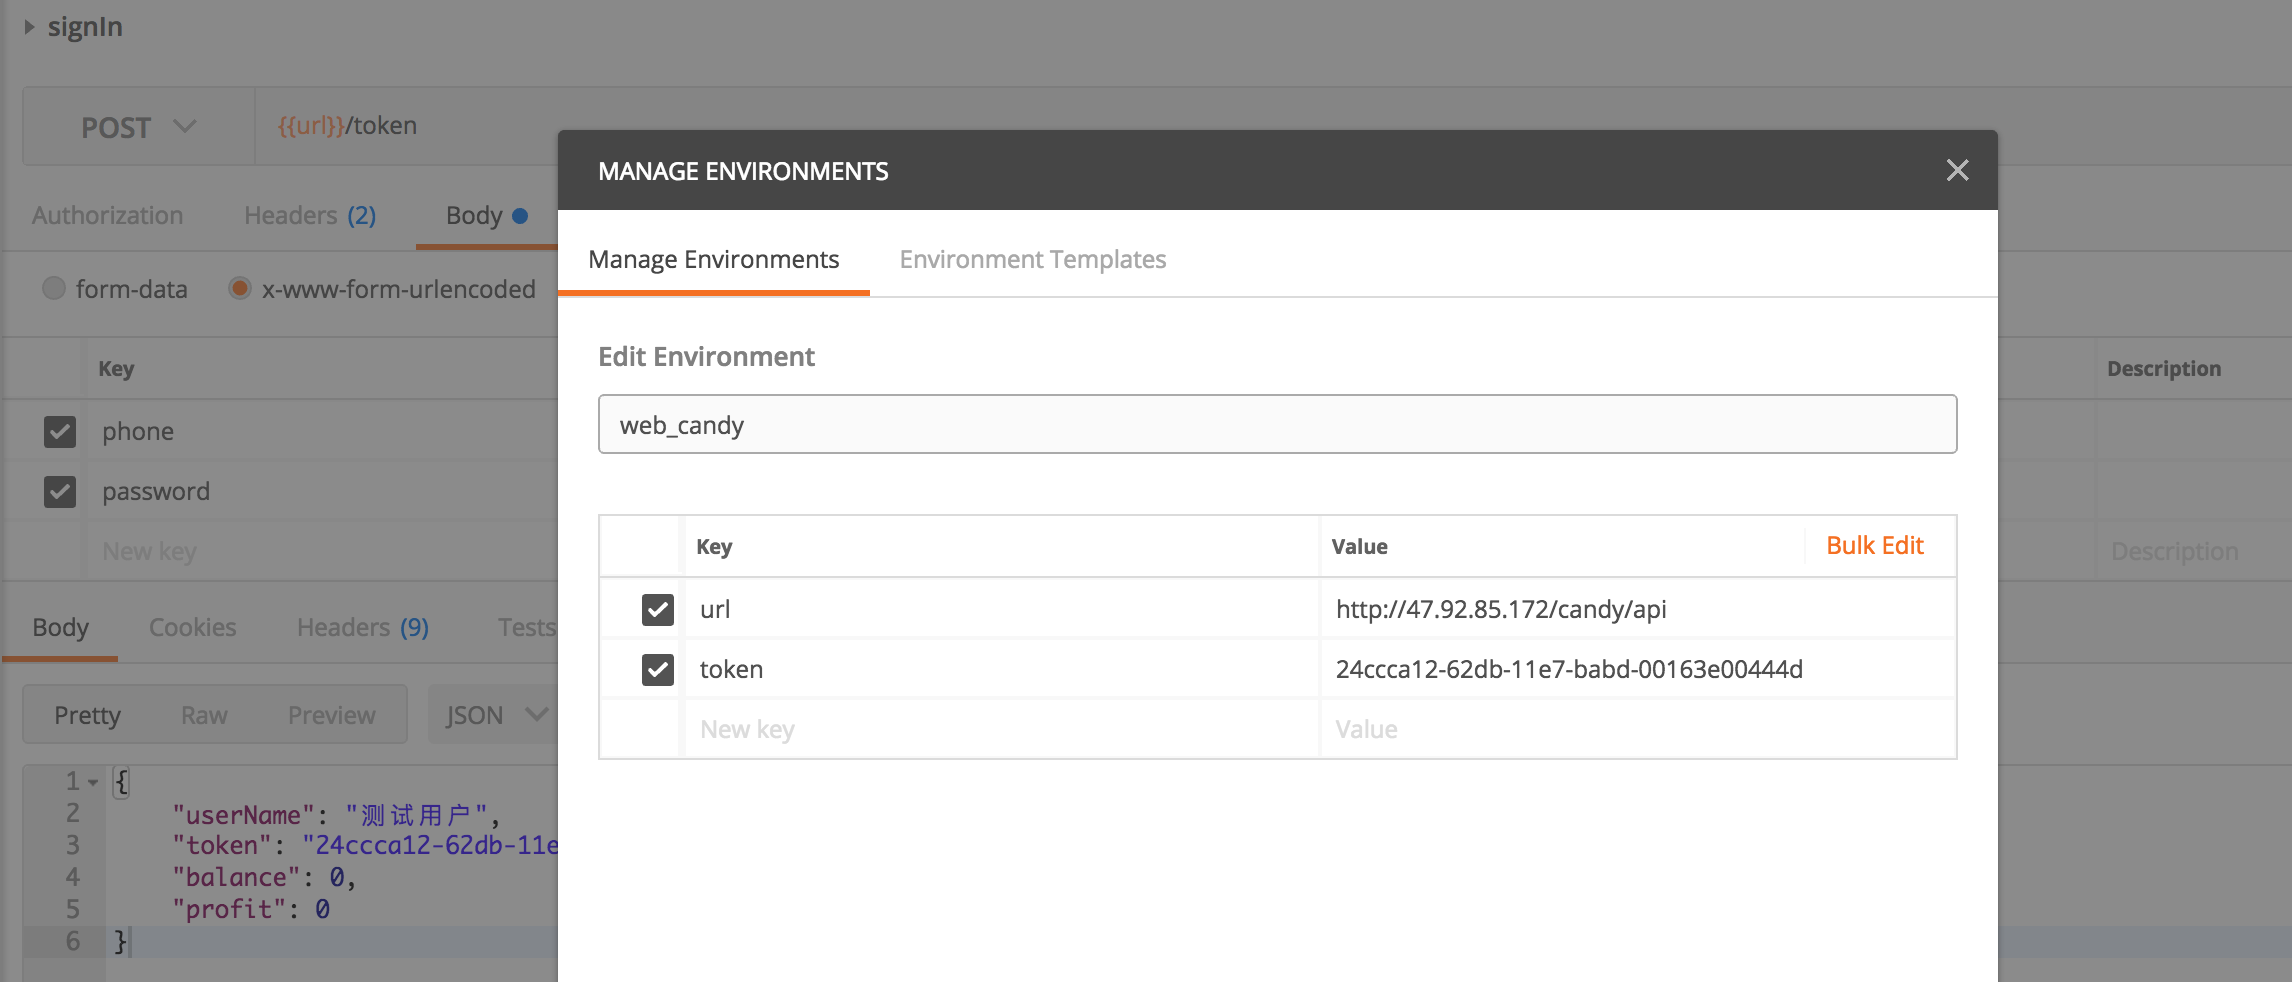 signIn
POST {{url}}/token
MANAGE ENVIRONMENTS
Authorization Headers (2) Body
Manage Environments Environment Templates
form-data x-www-form-urlencoded
Edit Environment
Key Description
web_candy
phone
password
New key Description
Key Value Bulk Edit
url http://47.92.85.172/candy/api
token 24ccca12-62db-11e7-babd-00163e00444d
New key Value
Body Cookies Headers (9) Tests
Pretty Raw Preview JSON
1 {
2 "userName": "测试用户",
3 "token": "24ccca12-62db-11e
4 "balance": 0,
5 "profit": 0
6 }